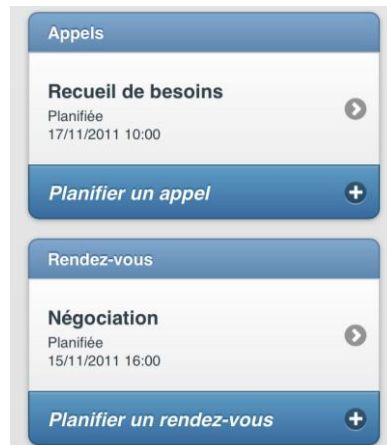 Appels
Recueil de besoins
Planifiée
17/11/2011 10:00
Planifier un appel
Rendez-vous
Négociation
Planifiée
15/11/2011 16:00
Planifier un rendez-vous